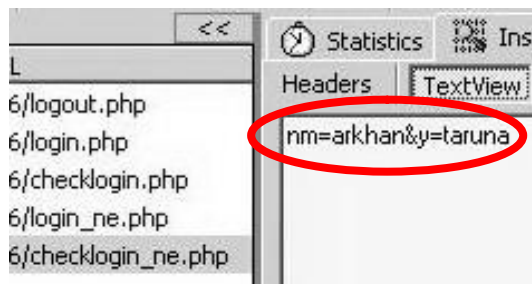 <<
Statistics
Ins
L
Headers TextView
6/logout.php
nm=arkhan&y=taruna
6/login.php
6/checklogin.php
6/login_ne.php
6/checklogin_ne.php